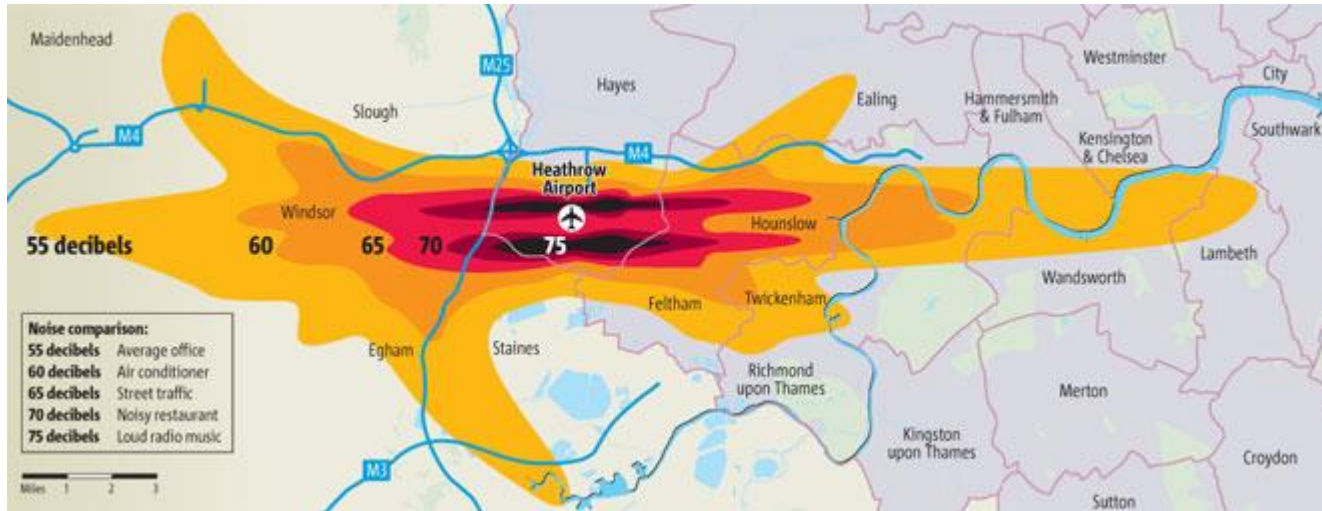 Maidenhead
M25
Hayes
Westminster
City
Slough
Ealing
Hammersmith
& Fulham
Kensington
& Chelsea
Southwark
M4
M4
Heathrow
Airport
Windsor
Hounslow
55 decibels
60
65
70
75
Lambeth
Wandsworth
Feltham
Twickenham
Noise comparison:
55 decibels Average office
60 decibels Air conditioner
65 decibels Street traffic
70 decibels Noisy restaurant
75 decibels Loud radio music
Egham
Staines
Richmond
upon Thames
Merton
Kingston
upon Thames
Croydon
M3
Miles 1 2 3
Sutton